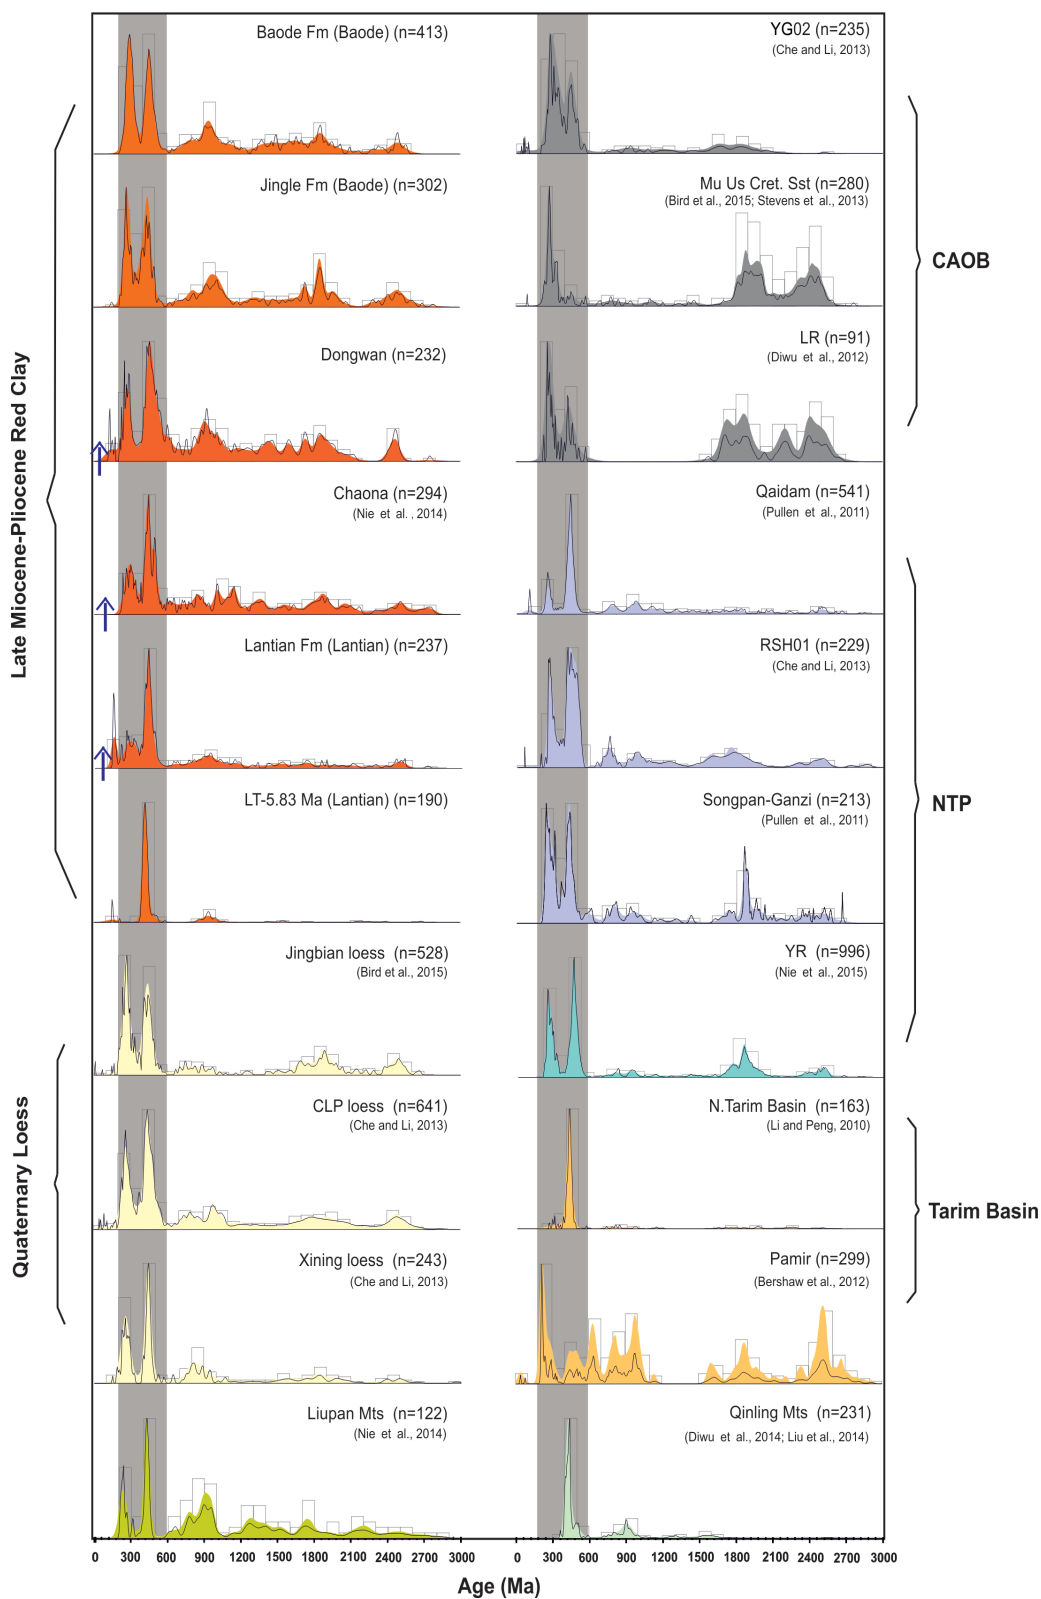 Baode Fm (Baode) (n=413)
Jingle Fm (Baode) (n=302)
Dongwan (n=232)
Chaona (n=294)
(Nie et al., 2014)
Lantian Fm (Lantian) (n=237)
LT-5.83 Ma (Lantian) (n=190)
Jingbian loess (n=528)
(Bird et al., 2015)
CLP loess (n=641)
(Che and Li, 2013)
Xining loess (n=243)
(Che and Li, 2013)
Liupan Mts (n=122)
(Nie et al., 2014)
Late Miocene-Pliocene Red Clay
Quaternary Loess
YG02 (n=235)
(Che and Li, 2013)
Mu Us Cret. Sst (n=280)
(Bird et al., 2015; Stevens et al., 2013)
LR (n=91)
(Diwu et al., 2012)
Qaidam (n=541)
(Pullen et al., 2011)
RSH01 (n=229)
(Che and Li, 2013)
Songpan-Ganzi (n=213)
(Pullen et al., 2011)
YR (n=996)
(Nie et al., 2015)
N.Tarim Basin (n=163)
(Li and Peng, 2010)
Pamir (n=299)
(Bershaw et al., 2012)
Qinling Mts (n=231)
(Diwu et al., 2014; Liu et al., 2014)
CAOB
NTP
Tarim Basin
0 300 600 900 1200 1500 1800 2100 2400 2700 3000
0 300 600 900 1200 1500 1800 2100 2400 2700 3000
Age (Ma)